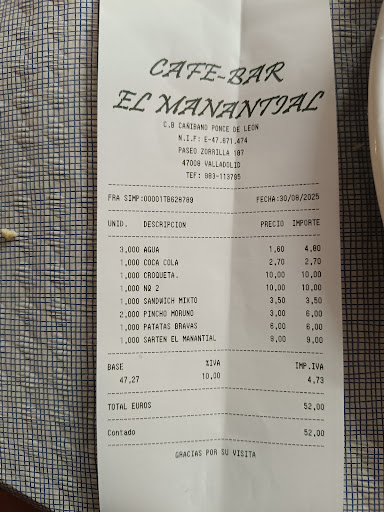 CAFE-BAR
EL MANANTIAL
C.B CAÑIBANO PONCE DE LEON
N.I.F: E-47.671.474
PASEO ZORRILLA 107
47008 VALLADOLID
TEF: 983-113795
FRA SIMP:00001TB628709 FECHA:30/08/2025
UNID. DESCRIPCION PRECIO IMPORTE
3,000 AGUA 1,60 4,80
1,000 COCA COLA 2,70 2,70
1,000 CROQUETA. 10,00 10,00
1,000 Nº 2 10,00 10,00
1,000 SANDWICH MIXTO 3,50 3,50
2,000 PINCHO MORUNO 3,00 6,00
1,000 PATATAS BRAVAS 6,00 6,00
1,000 SARTEN EL MANANTIAL 9,00 9,00
BASE %IVA IMP.IVA
47,27 10,00 4,73
TOTAL EUROS 52,00
Contado 52,00
GRACIAS POR SU VISITA